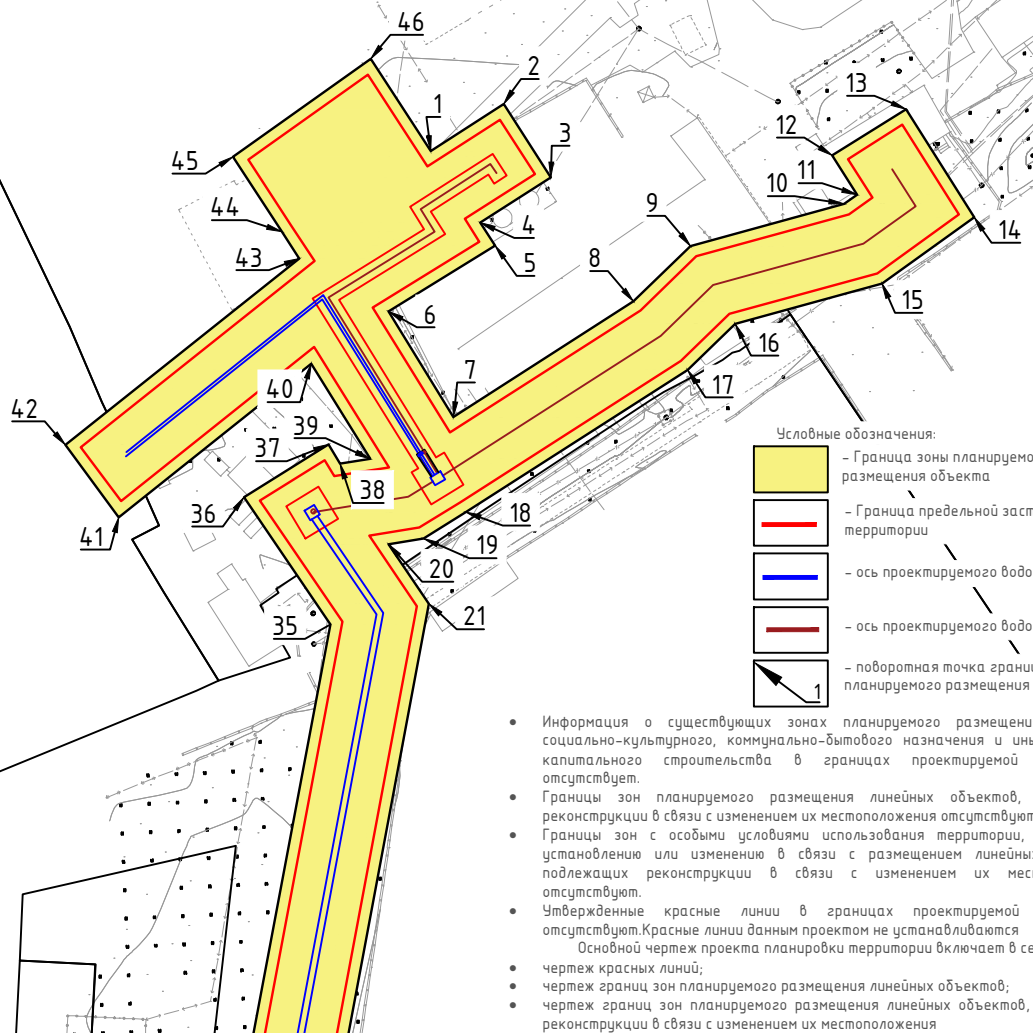 46
2
1
3
13
12
45
11
10
44
9
4
14
43
5
8
15
6
16
7
40
17
42
39
37
38
36
18
41
19
20
35
21
Условные обозначения:
– Граница зоны планируемо
размещения объекта
– Граница предельной заст
территории
– ось проектируемого водо
– ось проектируемого водо
– поворотная точка границ
планируемого размещения
1
• Информация о существующих зонах планируемого размещени
социально-культурного, коммунально-бытового назначения и ины
капитального строительства в границах проектируемой
отсутствует.
• Границы зон планируемого размещения линейных объектов,
реконструкции в связи с изменением их местоположения отсутствуют
• Границы зон с особыми условиями использования территории,
установлению или изменению в связи с размещением линейных
подлежащих реконструкции в связи с изменением их мес
отсутствуют.
• Утвержденные красные линии в границах проектируемой
отсутствуют.Красные линии данным проектом не устанавливаются
Основной чертеж проекта планировки территории включает в се
• чертеж красных линий;
• чертеж границ зон планируемого размещения линейных объектов;
• чертеж границ зон планируемого размещения линейных объектов,
реконструкции в связи с изменением их местоположения